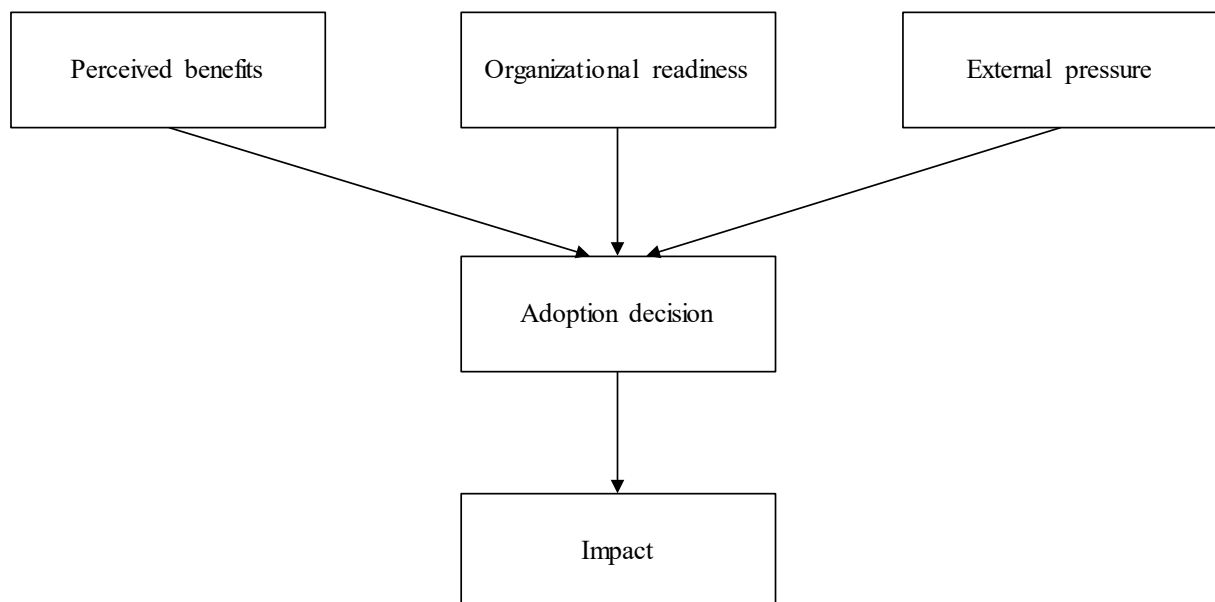 Perceived benefits
Organizational readiness
External pressure
Adoption decision
Impact